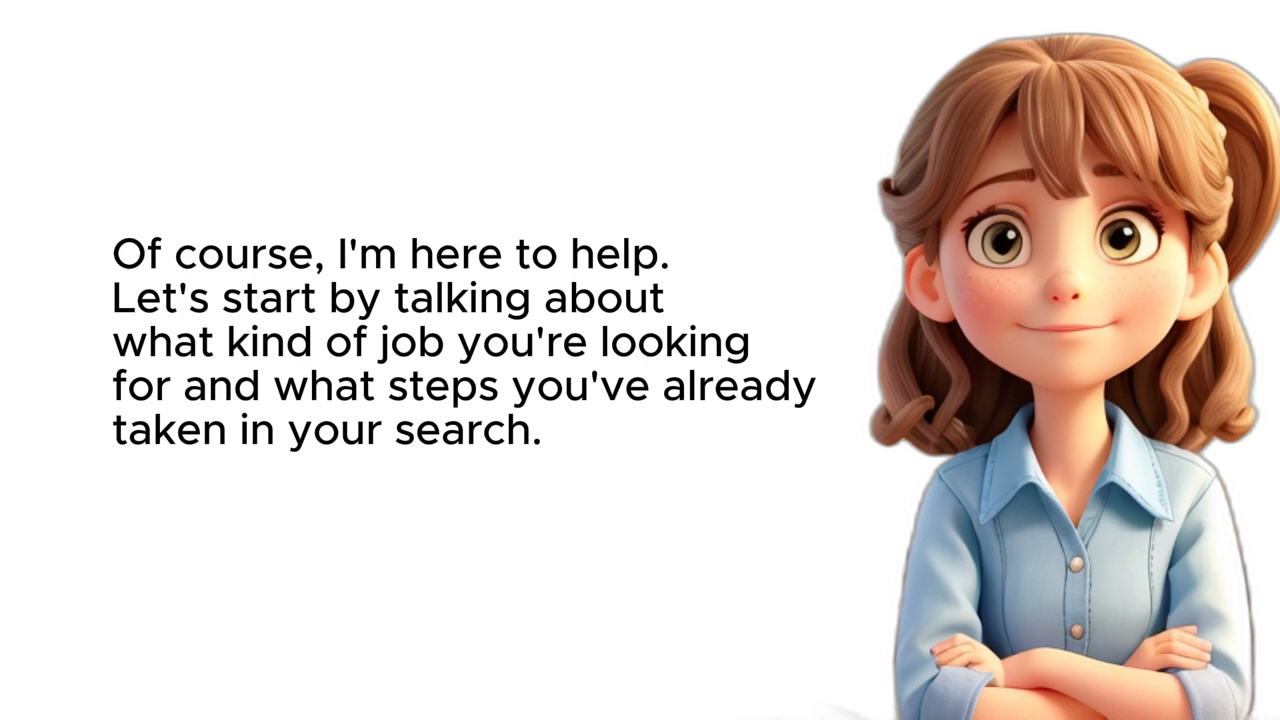 Of course, I'm here to help.
Let's start by talking about
what kind of job you're looking
for and what steps you've already
taken in your search.